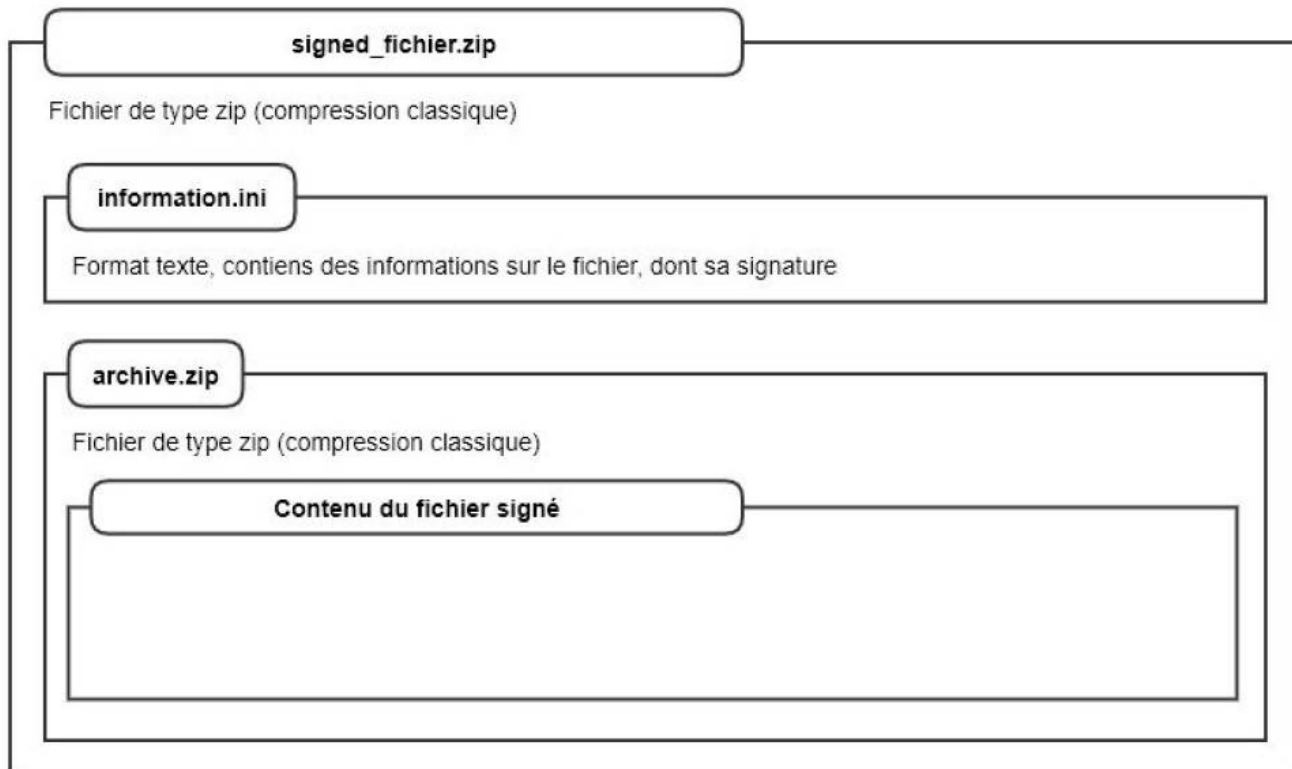 signed_fichier.zip
Fichier de type zip (compression classique)
information.ini
Format texte, contiens des informations sur le fichier, dont sa signature
archive.zip
Fichier de type zip (compression classique)
Contenu du fichier signé